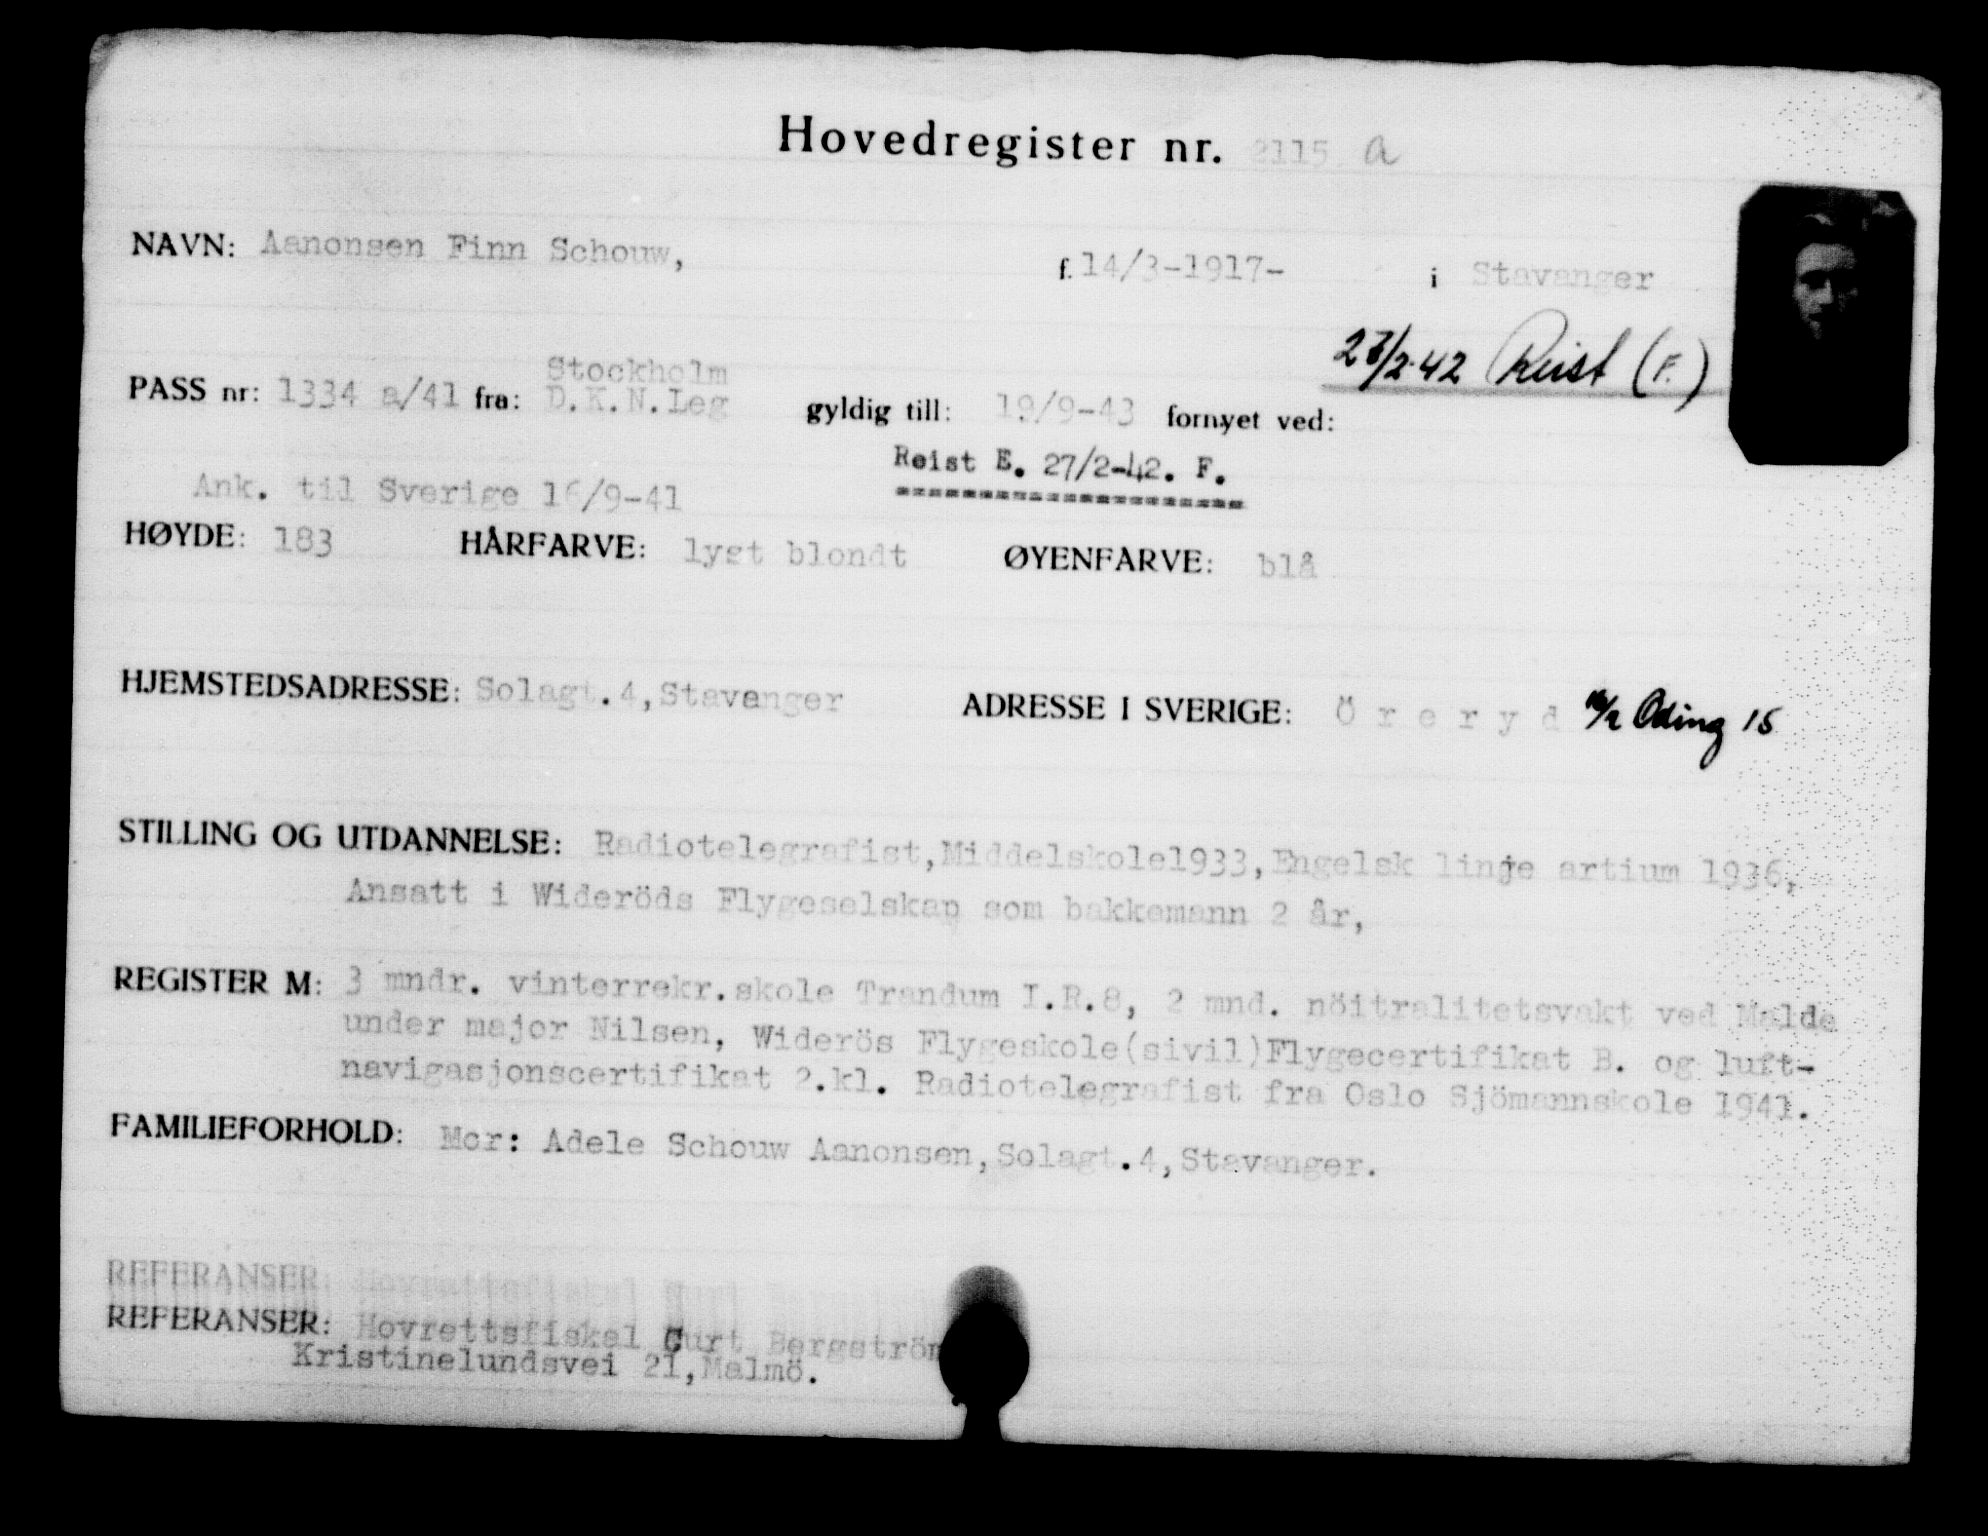 Hovedregister nr. 2115 a
NAVN: Aanonsen Finn Schouw, f. 14/3-1917- i Stavanger
27/2-42 Reist (F.)
Stockholm
PASS nr: 1334 a/41 fra: D.K.N.Leg gyldig till: 19/9-43 fornyet ved:
Reist E. 27/2-42. F.
Ank. til Sverige 16/9-41
HØYDE: 183 HÅRFARVE: lyst blondt ØYENFARVE: blå
HJEMSTEDSADRESSE: Solagt.4,Stavanger ADRESSE I SVERIGE: Ö r e r y d Oding 15
STILLING OG UTDANNELSE: Radiotelegrafist,Middelskole1933,Engelsk linje artium 1936,
Ansatt i Wideröds Flygeselskap som bakkemann 2 år,
REGISTER M: 3 mndr. vinterrekr.skole Trandum I.R.8, 2 mnd. nöitralitetsvakt ved Malde
under major Nilsen, Widerös Flygeskole(sivil)Flygecertifikat B. og luft-
navigasjonscertifikat 2.kl. Radiotelegrafist fra Oslo Sjömannskole 1941.
FAMILIEFORHOLD: Mor: Adele Schouw Aanonsen,Solagt.4,Stavanger.
REFERANSER: Hovrettsfiskal Curt
REFERANSER: Hovrettsfiskal Curt Bergström
Kristinelundsvei 21,Malmö.